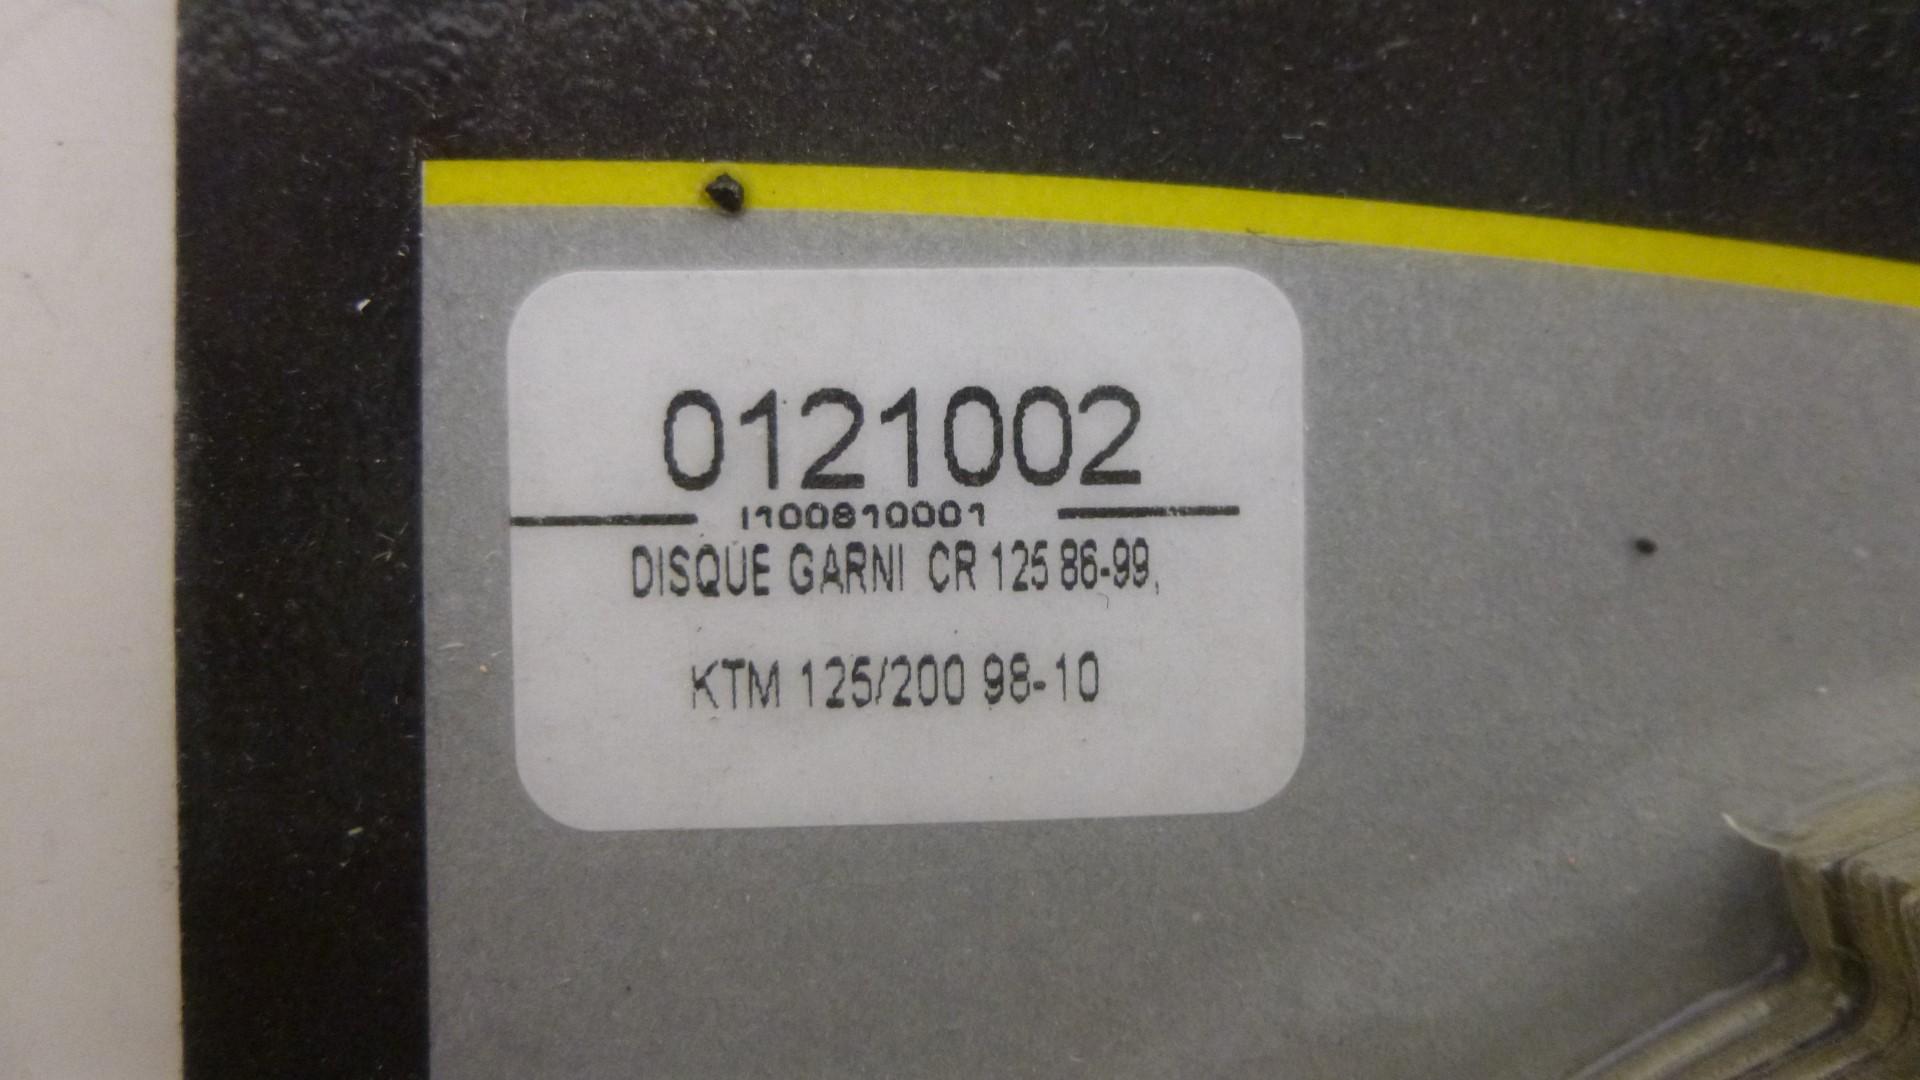 0121002
I100810001
DISQUE GARNI CR 125 86-99,
KTM 125/200 98-10